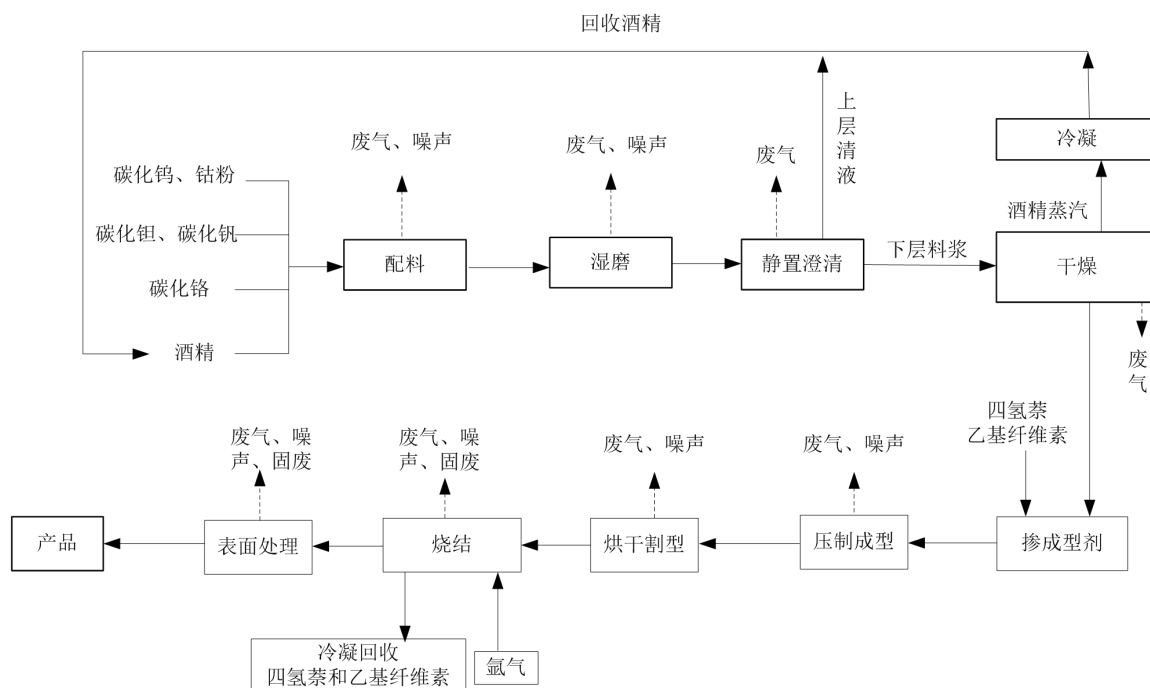 回收酒精
上层清液
冷凝
废气、噪声
废气、噪声
废气
碳化钨、钴粉
酒精蒸汽
碳化钽、碳化钒
配料
湿磨
静置澄清
下层料浆
干燥
碳化铬
酒精
废气
四氢萘
乙基纤维素
废气、噪
声、固废
废气、噪
声、固废
废气、噪声
废气、噪声
产品
表面处理
烧结
烘干割型
压制成型
掺成型剂
冷凝回收
四氢萘和乙基纤维素
氩气